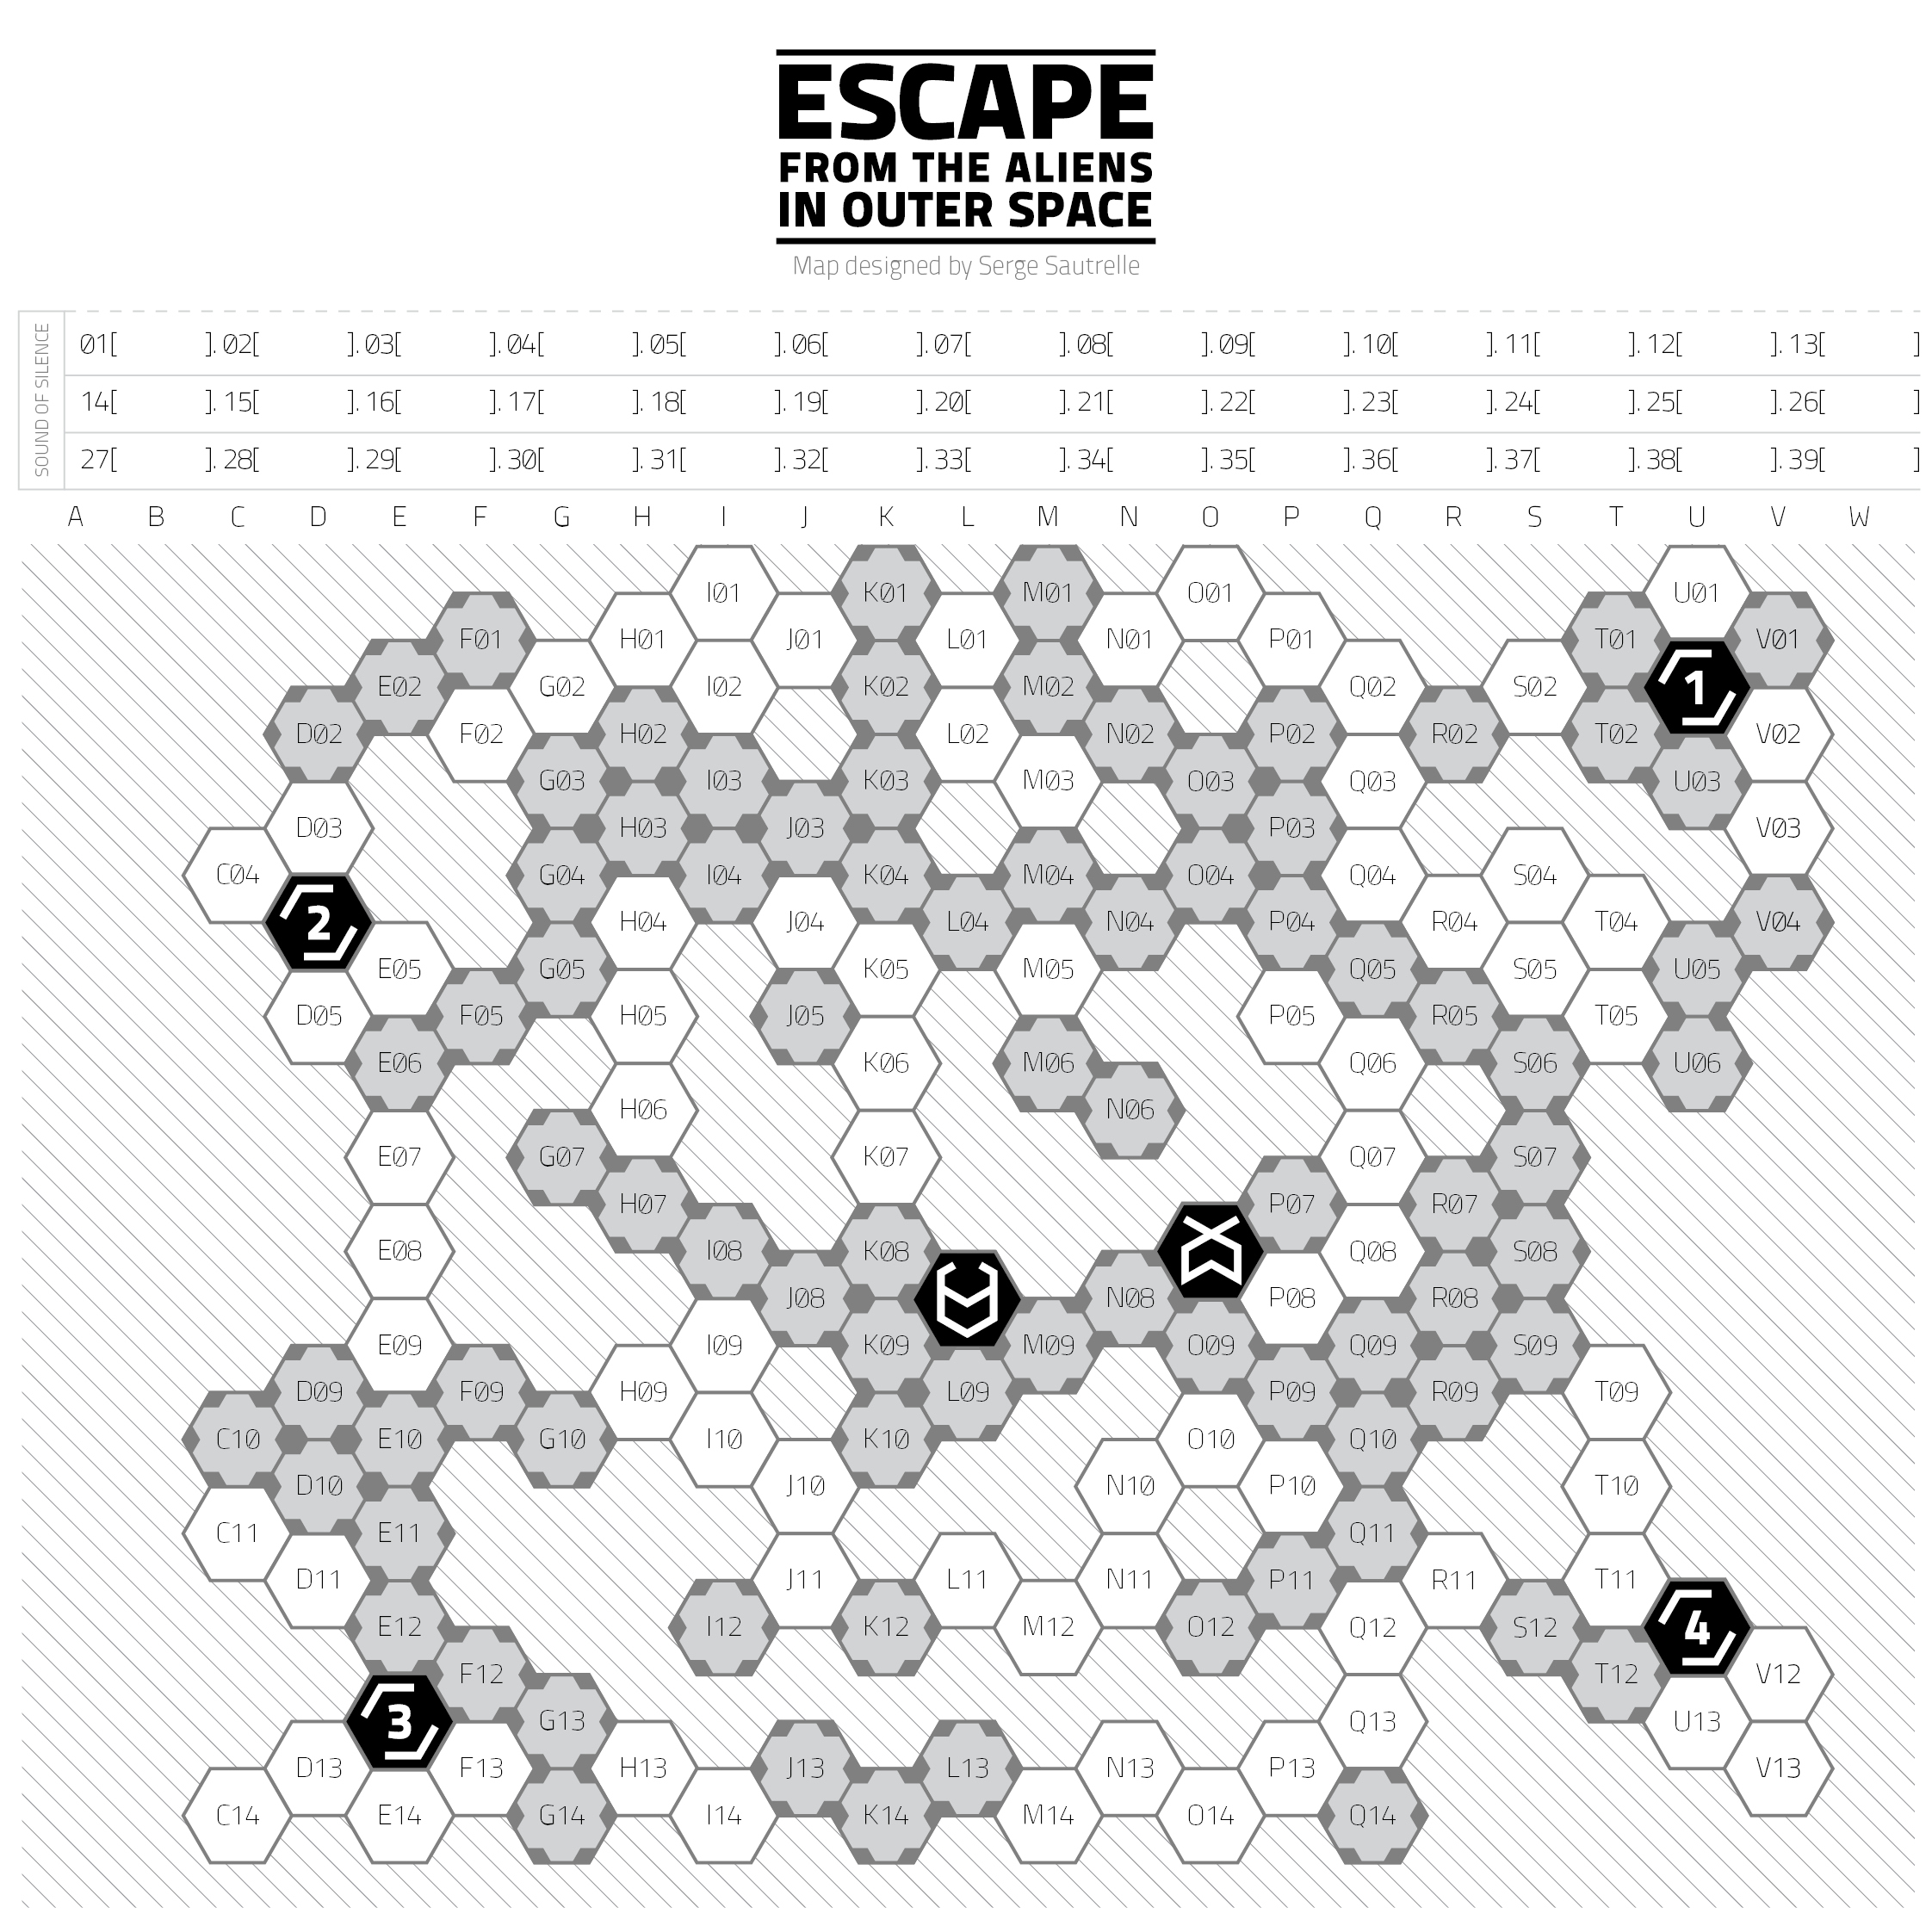 ESCAPE
FROM THE ALIENS
IN OUTER SPACE
Map designed by Serge Sautrelle
SOUND OF SILENCE
01[ ]. 02[ ]. 03[ ]. 04[ ]. 05[ ]. 06[ ]. 07[ ]. 08[ ]. 09[ ]. 10[ ]. 11[ ]. 12[ ]. 13[ ]
14[ ]. 15[ ]. 16[ ]. 17[ ]. 18[ ]. 19[ ]. 20[ ]. 21[ ]. 22[ ]. 23[ ]. 24[ ]. 25[ ]. 26[ ]
27[ ]. 28[ ]. 29[ ]. 30[ ]. 31[ ]. 32[ ]. 33[ ]. 34[ ]. 35[ ]. 36[ ]. 37[ ]. 38[ ]. 39[ ]
A B C D E F G H I J K L M N O P Q R S T U V W
I01 K01 M01 O01 U01
F01 H01 J01 L01 N01 P01 T01 V01
E02 G02 I02 K02 M02 Q02 S02 1
D02 F02 H02 L02 N02 P02 R02 T02 V02
G03 I03 K03 M03 O03 Q03 U03
D03 H03 J03 P03 V03
C04 G04 I04 K04 M04 O04 Q04 S04
2 H04 J04 L04 N04 P04 R04 T04 V04
E05 G05 K05 M05 Q05 S05 U05
D05 F05 H05 J05 P05 R05 T05
E06 K06 M06 Q06 S06 U06
H06 N06
E07 G07 K07 Q07 S07
H07 P07 R07
E08 I08 K08 Q08 S08
J08 N08 P08 R08
E09 I09 K09 M09 O09 Q09 S09
D09 F09 H09 L09 P09 R09 T09
C10 E10 G10 I10 K10 O10 Q10
D10 J10 N10 P10 T10
C11 E11 Q11
D11 J11 L11 N11 P11 R11 T11
E12 I12 K12 M12 O12 Q12 S12 4
F12 T12 V12
3 G13 Q13 U13
D13 F13 H13 J13 L13 N13 P13 V13
C14 E14 G14 I14 K14 M14 O14 Q14